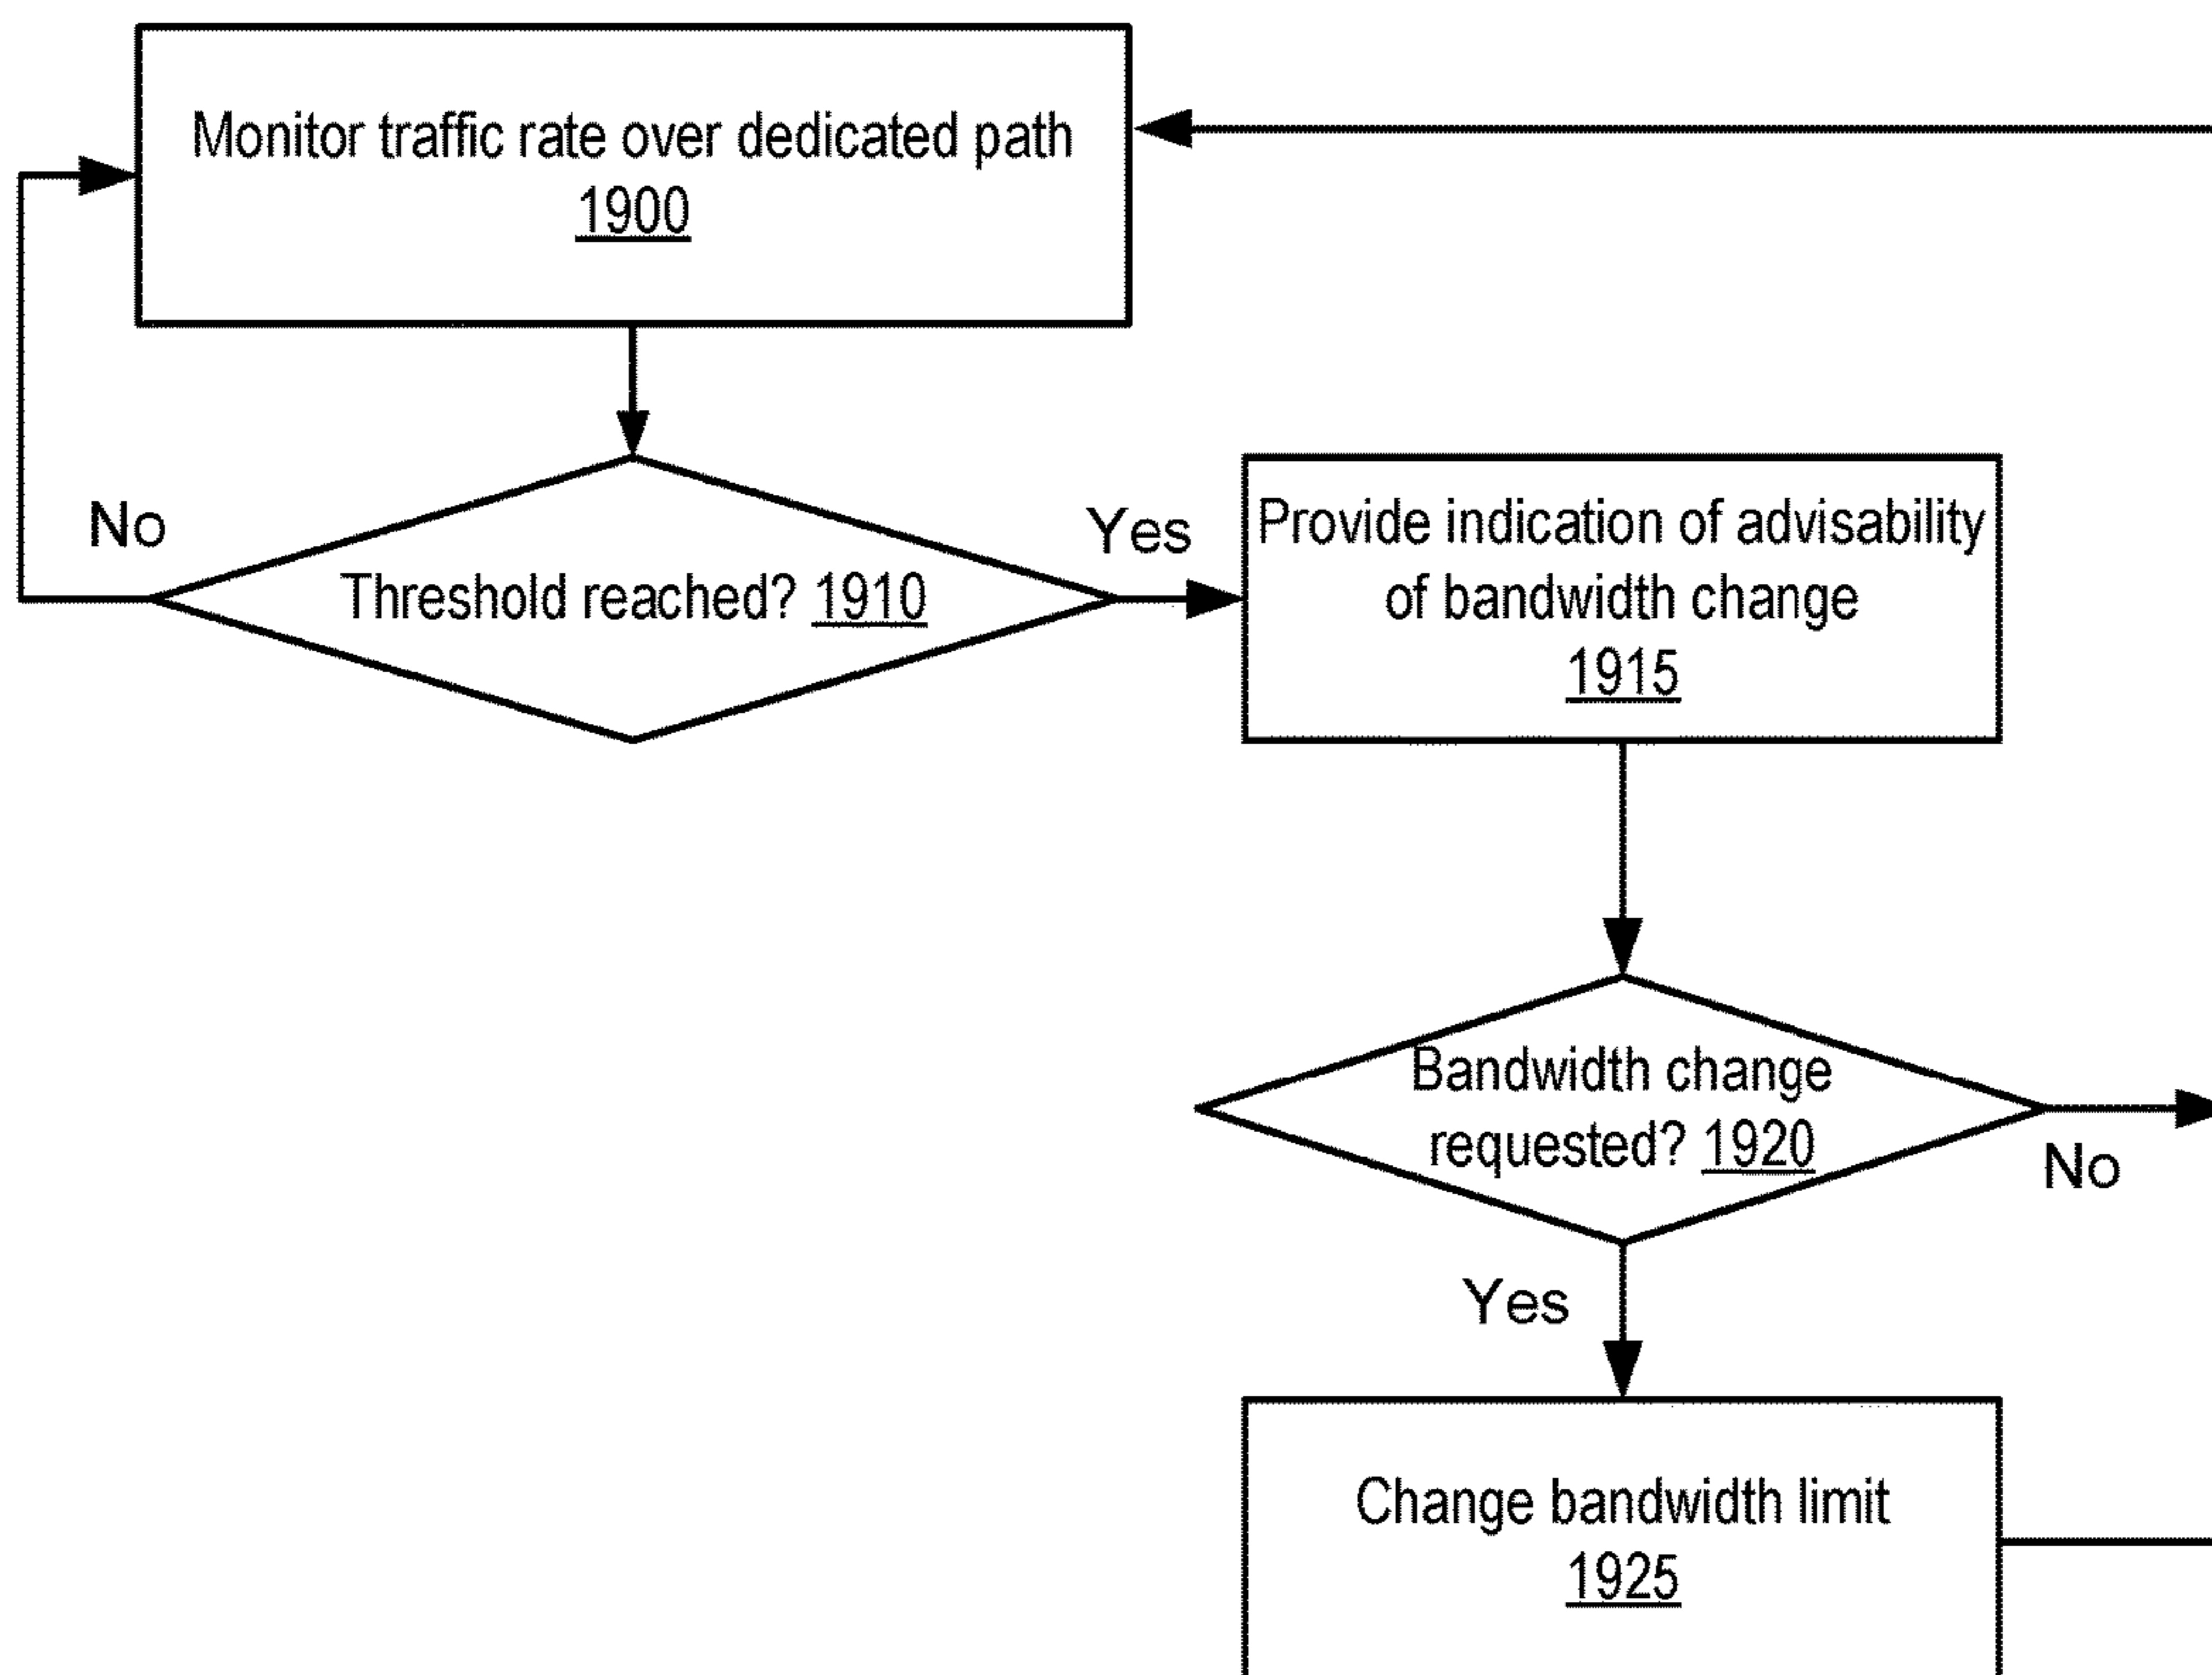 Monitor traffic rate over dedicated path
1900
No
Threshold reached? 1910
Yes
Provide indication of advisability
of bandwidth change
1915
Bandwidth change
requested? 1920
No
Yes
Change bandwidth limit
1925